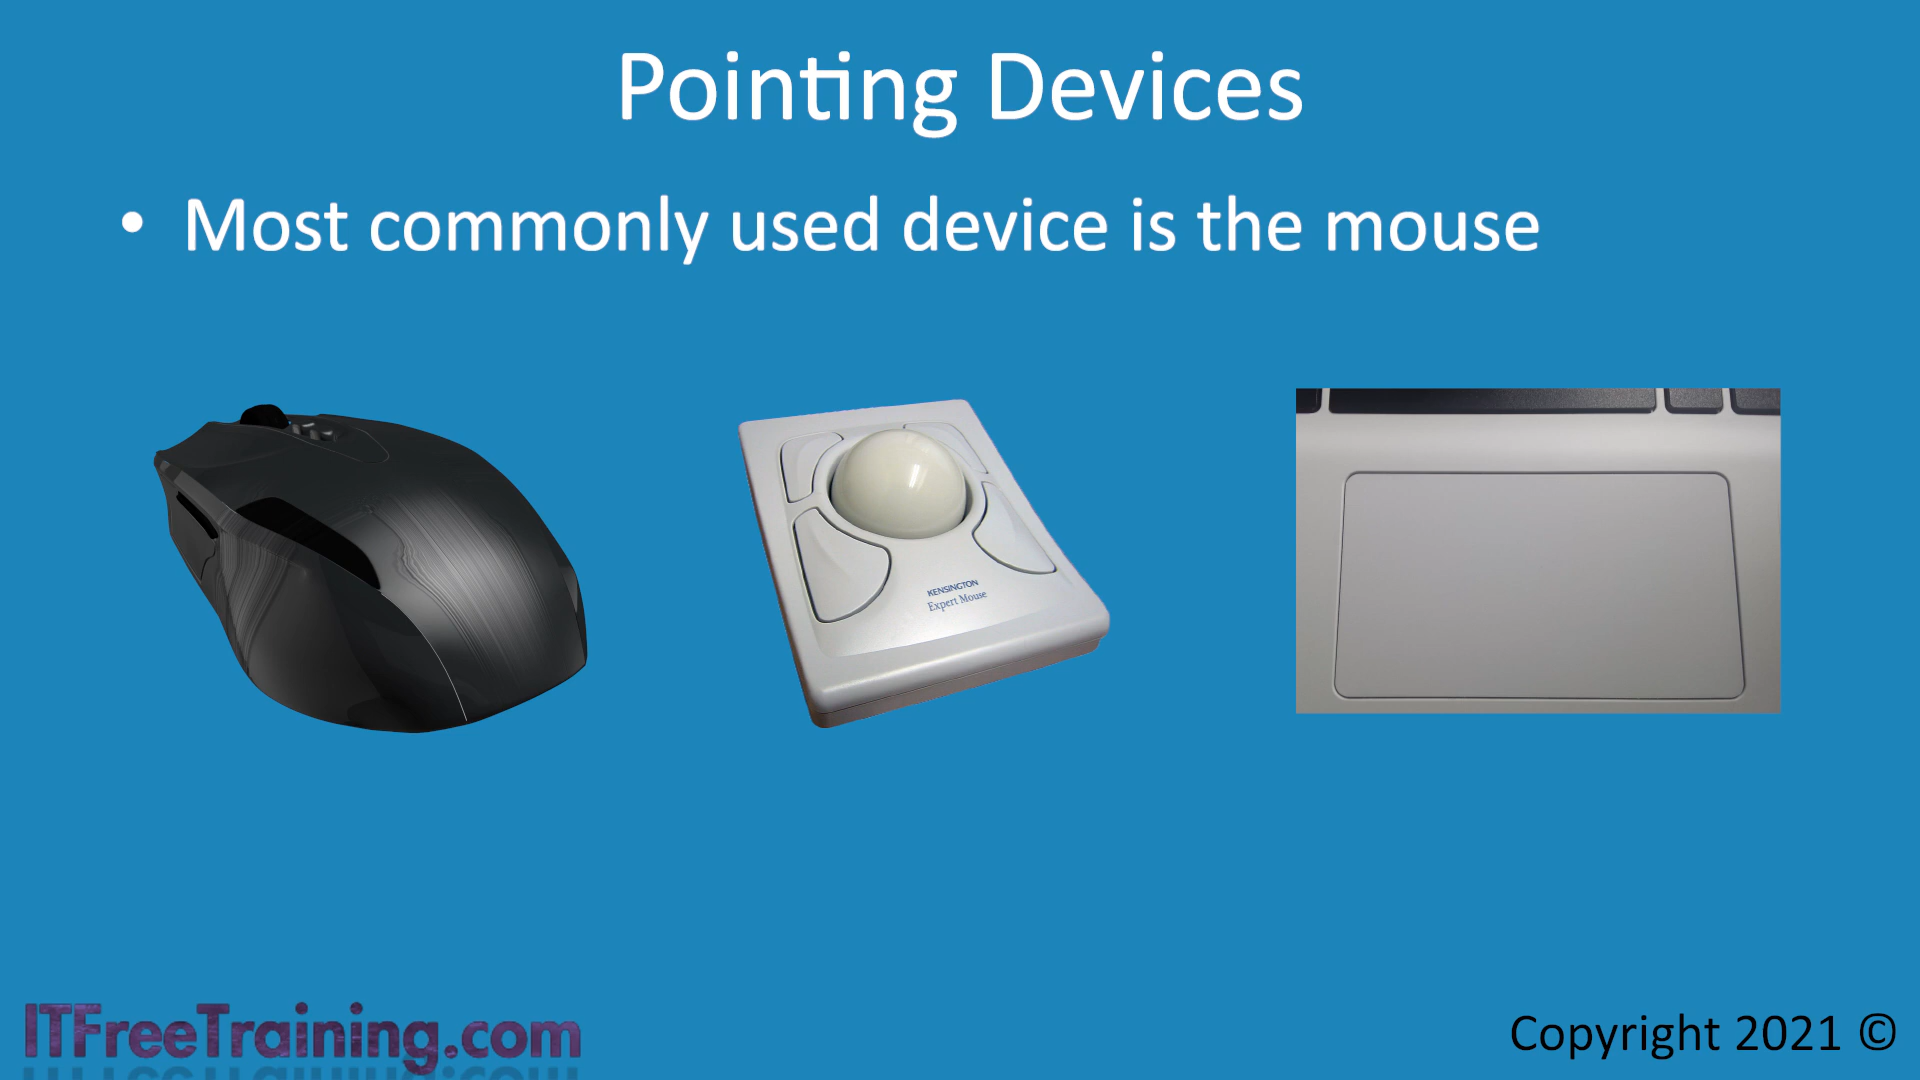 Pointing Devices
• Most commonly used device is the mouse
KENSINGTON
Expert Mouse
ITFreeTraining.com
Copyright 2021 ©